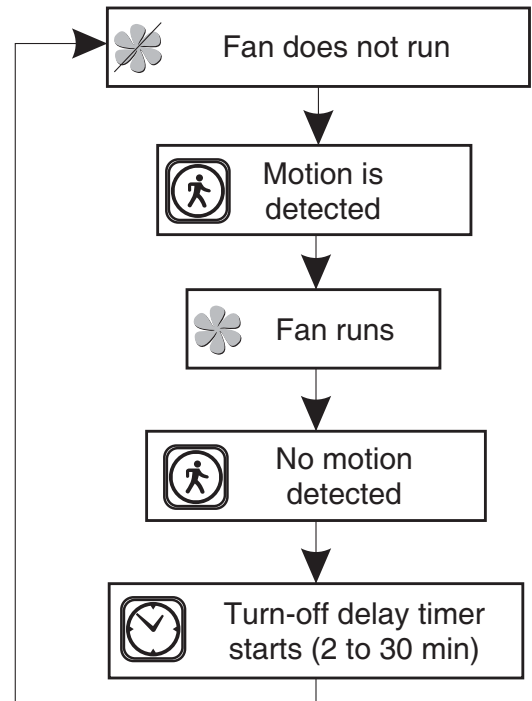 Fan does not run
Motion is
detected
Fan runs
No motion
detected
Turn-off delay timer
starts (2 to 30 min)